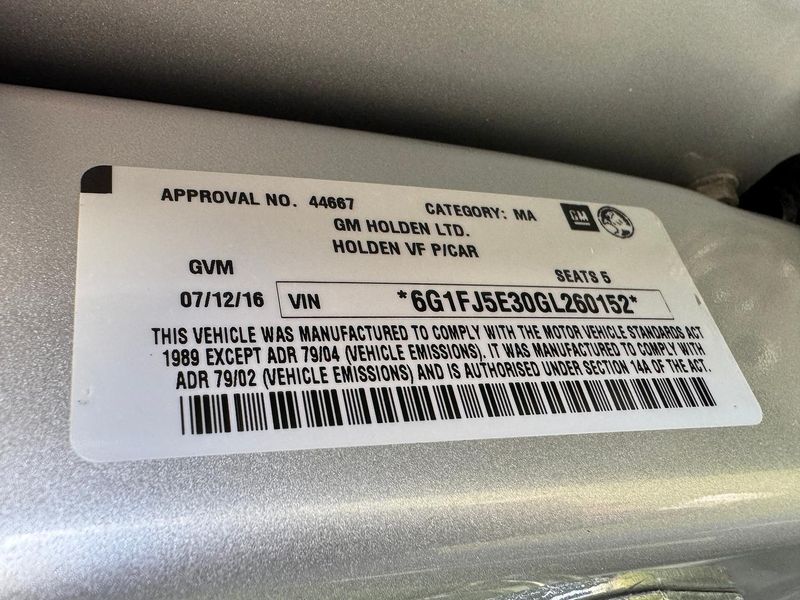 APPROVAL NO. 44667 CATEGORY: MA GM
GM HOLDEN LTD.
HOLDEN VF P/CAR
GVM SEATS 5
07/12/16 VIN *6G1FJ5E30GL260152*
THIS VEHICLE WAS MANUFACTURED TO COMPLY WITH THE MOTOR VEHICLE STANDARDS ACT
1989 EXCEPT ADR 79/04 (VEHICLE EMISSIONS). IT WAS MANUFACTURED TO COMPLY WITH
ADR 79/02 (VEHICLE EMISSIONS) AND IS AUTHORISED UNDER SECTION 14A OF THE ACT.